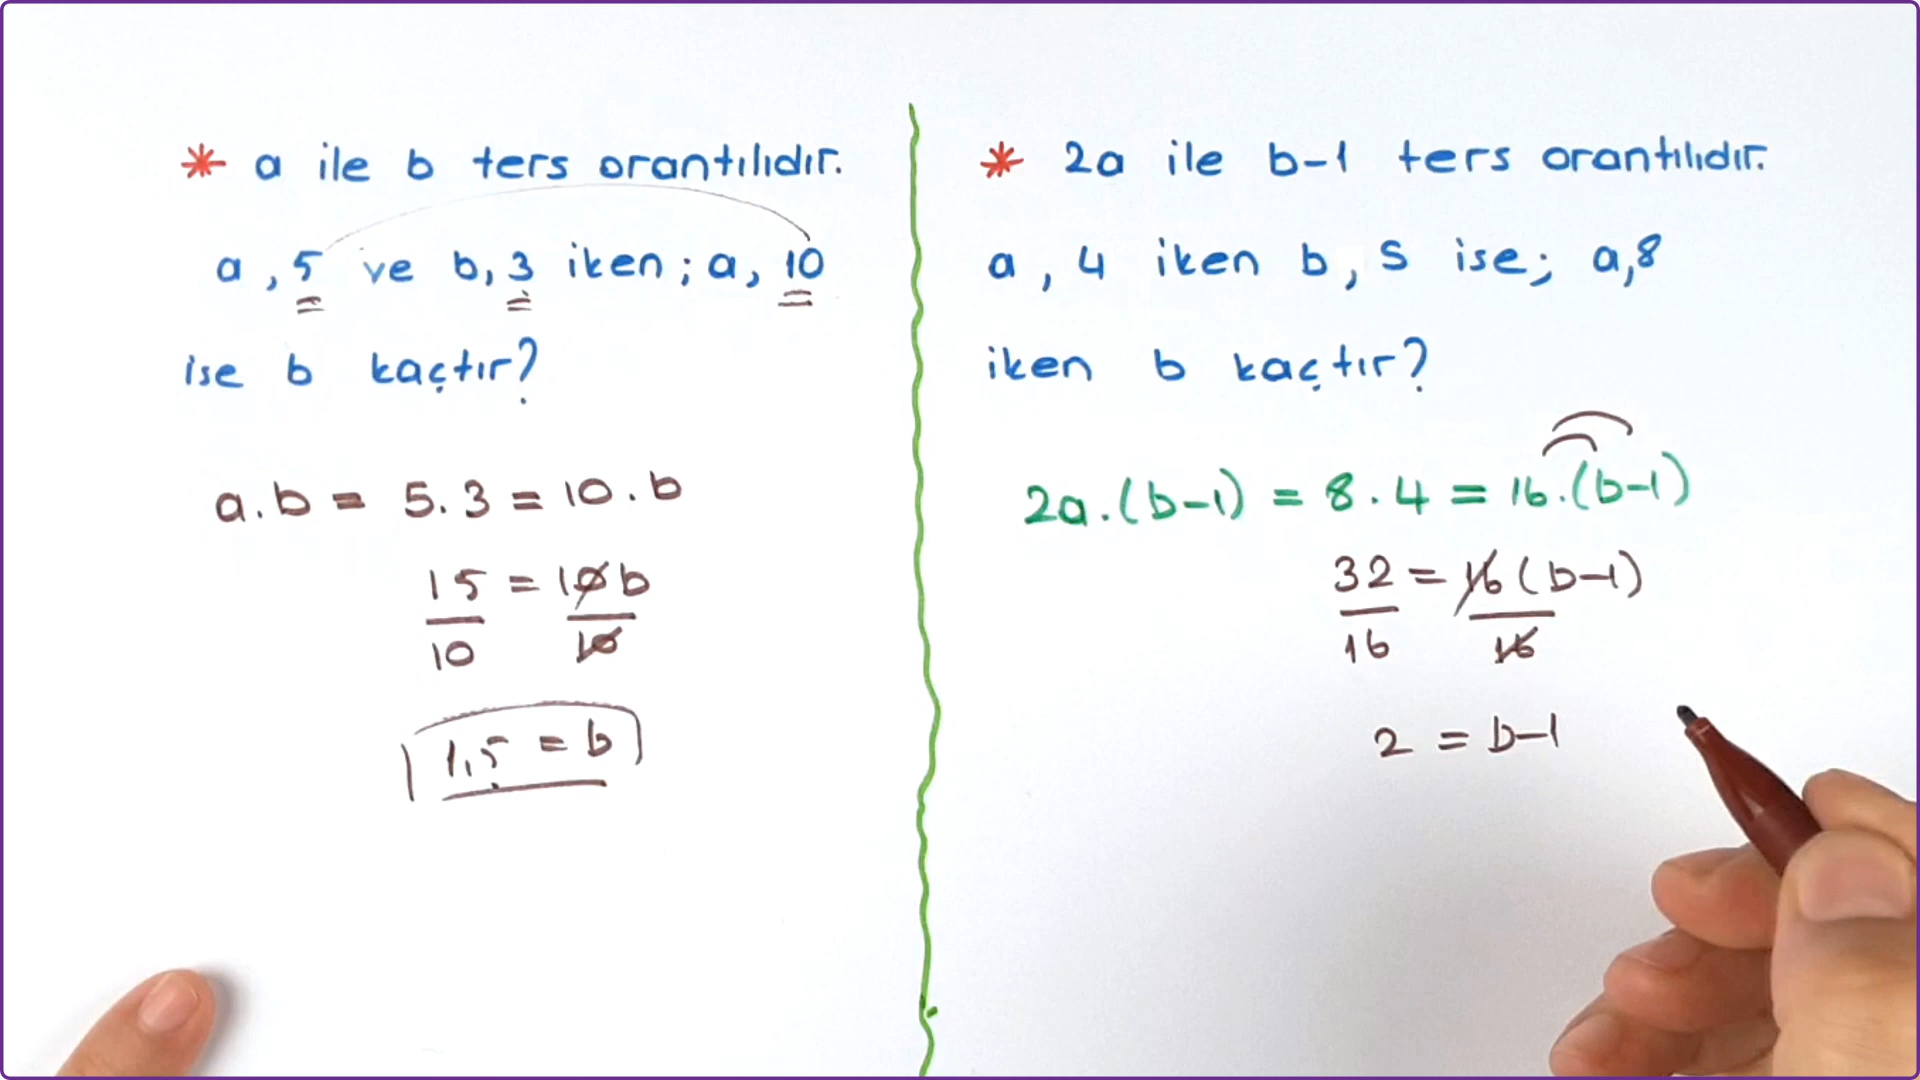 * a ile b ters orantılıdır.
a, 5 ve b, 3 iken; a, 10
ise b kaçtır?
a.b = 5.3 = 10.b
15 = 10b
10 10
1,5 = b
* 2a ile b-1 ters orantılıdır.
a, 4 iken b, 5 ise; a,8
iken b kaçtır?
2a.(b-1) = 8.4 = 16.(b-1)
32 = 16(b-1)
16 16
2 = b-1